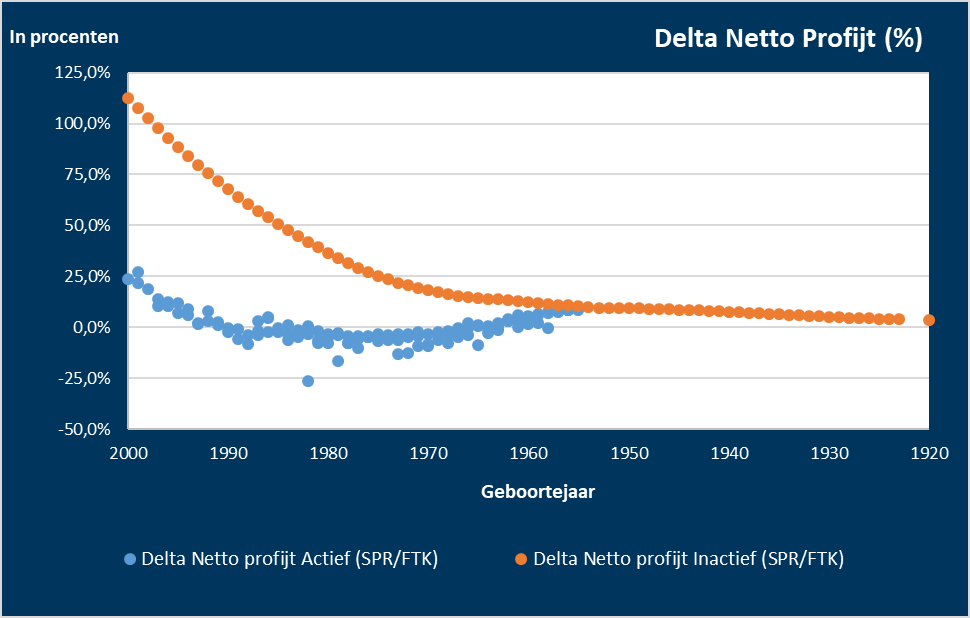 In procenten
Delta Netto Profijt (%)
125,0%
100,0%
75,0%
50,0%
25,0%
0,0%
-25,0%
-50,0%
2000 1990 1980 1970 1960 1950 1940 1930 1920
Geboortejaar
Delta Netto profijt Actief (SPR/FTK) Delta Netto profijt Inactief (SPR/FTK)